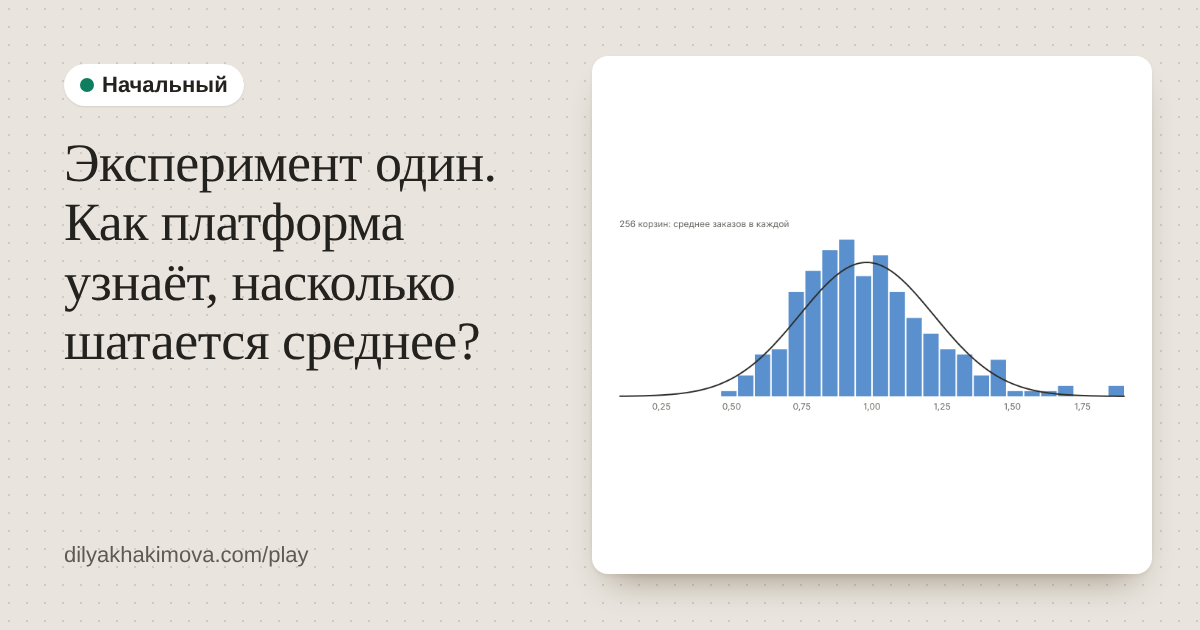 Начальный
Эксперимент один.
Как платформа
узнаёт, насколько
шатается среднее?
dilyakhakimova.com/play
256 корзин: среднее заказов в каждой
0,25 0,50 0,75 1,00 1,25 1,50 1,75